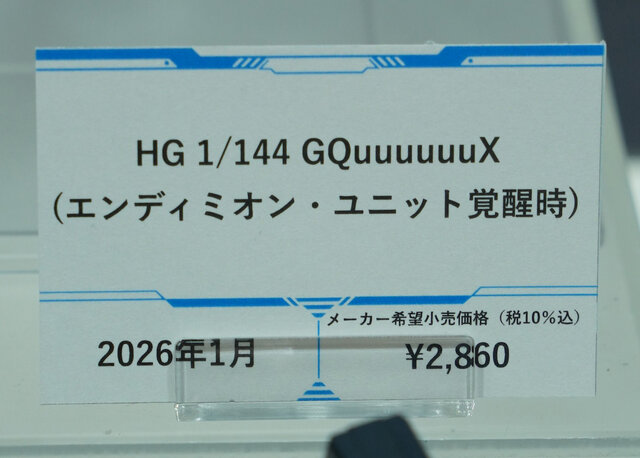 HG 1/144 GQuuuuuuX
(エンディミオン・ユニット覚醒時)
メーカー希望小売価格（税10%込）
2026年1月
¥2,860